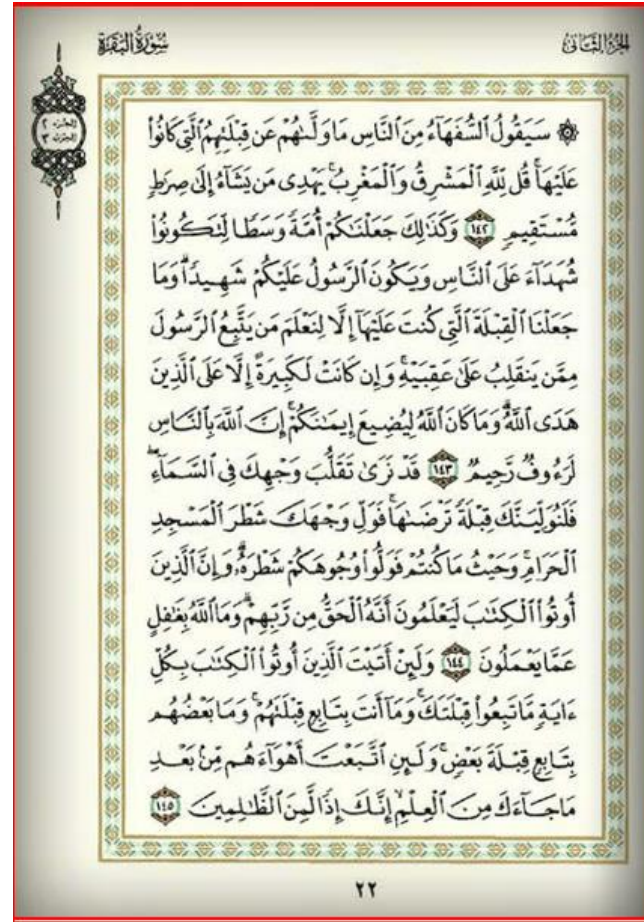 الجزء الثاني
سورة البقرة
الجزء ٢
الحزب ٣
۞ سَيَقُولُ ٱلسُّفَهَآءُ مِنَ ٱلنَّاسِ مَا وَلَّىٰهُمْ عَن قِبْلَتِهِمُ ٱلَّتِى كَانُوا۟
عَلَيْهَا ۚ قُل لِّلَّهِ ٱلْمَشْرِقُ وَٱلْمَغْرِبُ ۚ يَهْدِى مَن يَشَآءُ إِلَىٰ صِرَٰطٍ
مُّسْتَقِيمٍ ١٤٢ وَكَذَٰلِكَ جَعَلْنَٰكُمْ أُمَّةً وَسَطًا لِّتَكُونُوا۟
شُهَدَآءَ عَلَى ٱلنَّاسِ وَيَكُونَ ٱلرَّسُولُ عَلَيْكُمْ شَهِيدًا ۗ وَمَا
جَعَلْنَا ٱلْقِبْلَةَ ٱلَّتِى كُنتَ عَلَيْهَآ إِلَّا لِنَعْلَمَ مَن يَتَّبِعُ ٱلرَّسُولَ
مِمَّن يَنقَلِبُ عَلَىٰ عَقِبَيْهِ ۚ وَإِن كَانَتْ لَكَبِيرَةً إِلَّا عَلَى ٱلَّذِينَ
هَدَى ٱللَّهُ ۗ وَمَا كَانَ ٱللَّهُ لِيُضِيعَ إِيمَٰنَكُمْ ۚ إِنَّ ٱللَّهَ بِٱلنَّاسِ
لَرَءُوفٌ رَّحِيمٌ ١٤٣ قَدْ نَرَىٰ تَقَلُّبَ وَجْهِكَ فِى ٱلسَّمَآءِ ۖ
فَلَنُوَلِّيَنَّكَ قِبْلَةً تَرْضَىٰهَا ۚ فَوَلِّ وَجْهَكَ شَطْرَ ٱلْمَسْجِدِ
ٱلْحَرَامِ ۚ وَحَيْثُ مَا كُنتُمْ فَوَلُّوا۟ وُجُوهَكُمْ شَطْرَهُۥ ۗ وَإِنَّ ٱلَّذِينَ
أُوتُوا۟ ٱلْكِتَٰبَ لَيَعْلَمُونَ أَنَّهُ ٱلْحَقُّ مِن رَّبِّهِمْ ۗ وَمَا ٱللَّهُ بِغَٰفِلٍ
عَمَّا يَعْمَلُونَ ١٤٤ وَلَئِنْ أَتَيْتَ ٱلَّذِينَ أُوتُوا۟ ٱلْكِتَٰبَ بِكُلِّ
ءَايَةٍ مَّا تَبِعُوا۟ قِبْلَتَكَ ۚ وَمَآ أَنتَ بِتَابِعٍ قِبْلَتَهُمْ ۚ وَمَا بَعْضُهُم
بِتَابِعٍ قِبْلَةَ بَعْضٍ ۚ وَلَئِنِ ٱتَّبَعْتَ أَهْوَآءَهُم مِّنۢ بَعْدِ
مَا جَآءَكَ مِنَ ٱلْعِلْمِ ۙ إِنَّكَ إِذًا لَّمِنَ ٱلظَّٰلِمِينَ ١٤٥
٢٢